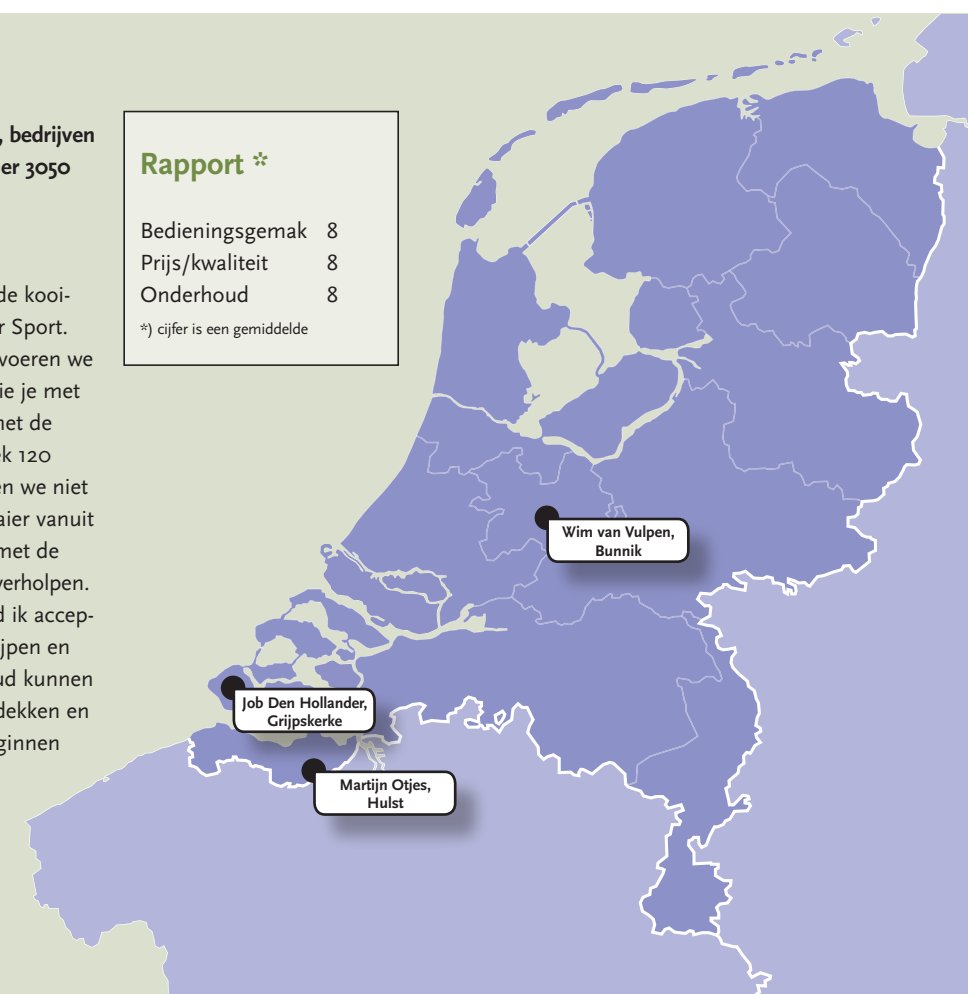 , bedrijven
er 3050
de kooi-
r Sport.
voeren we
ie je met
net de
ek 120
en we niet
aier vanuit
met de
verholpen.
d ik accep-
ijpen en
ud kunnen
dekken en
ginnen
Rapport *
Bedieningsgemak 8
Prijs/kwaliteit 8
Onderhoud 8
*) cijfer is een gemiddelde
Wim van Vulpen,
Bunnik
Job Den Hollander,
Grijpskerke
Martijn Otjes,
Hulst